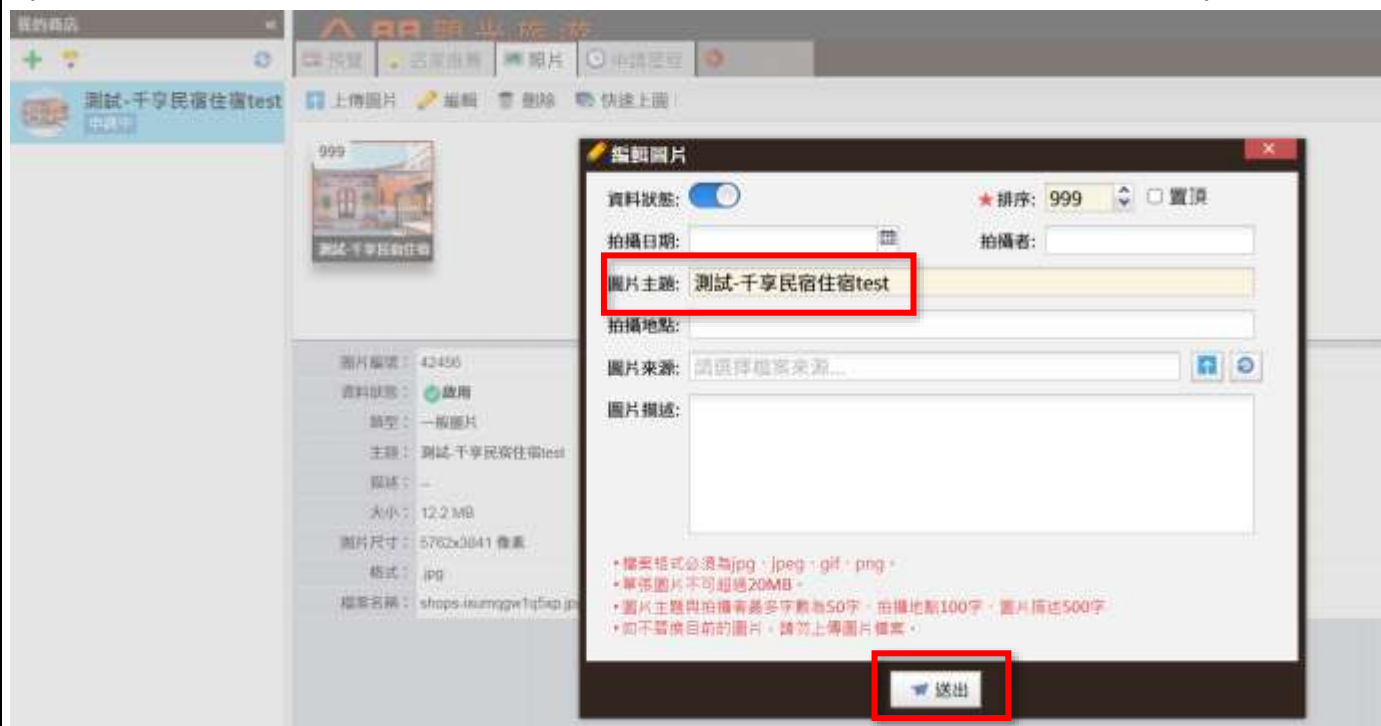 我的商店
88觀光旅遊
預覽
名家推薦
照片
申請歷程
測試-千享民宿住宿test
申請中
上傳圖片 編輯 刪除 快速上圖
999
測試-千享民宿住宿
編輯圖片
資料狀態: ★排序: 999 置頂
拍攝日期: 拍攝者:
圖片主題: 測試-千享民宿住宿test
拍攝地點:
圖片來源: 請選擇檔案來源...
圖片描述:
•檔案格式必須為jpg、jpeg、gif、png。
•單張圖片不可超過20MB。
•圖片主題與拍攝者最多字數為50字、拍攝地點100字、圖片描述500字
•如不替換目前的圖片，請勿上傳圖片檔案。
送出
圖片編號： 42456
資料狀態： 啟用
類型： 一般圖片
主題： 測試-千享民宿住宿test
描述： --
大小： 12.2 MB
圖片尺寸： 5762x3841 像素
格式： jpg
檔案名稱：